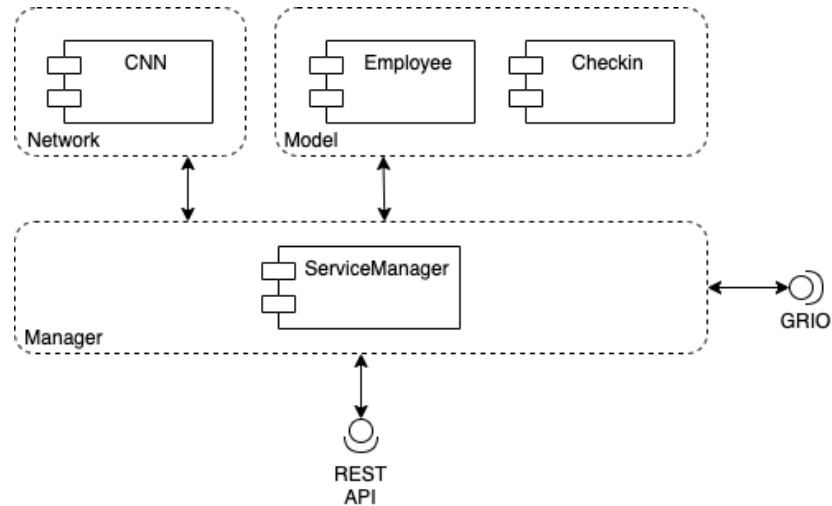 CNN
Employee
Checkin
Network
Model
ServiceManager
Manager
GRIO
REST
API